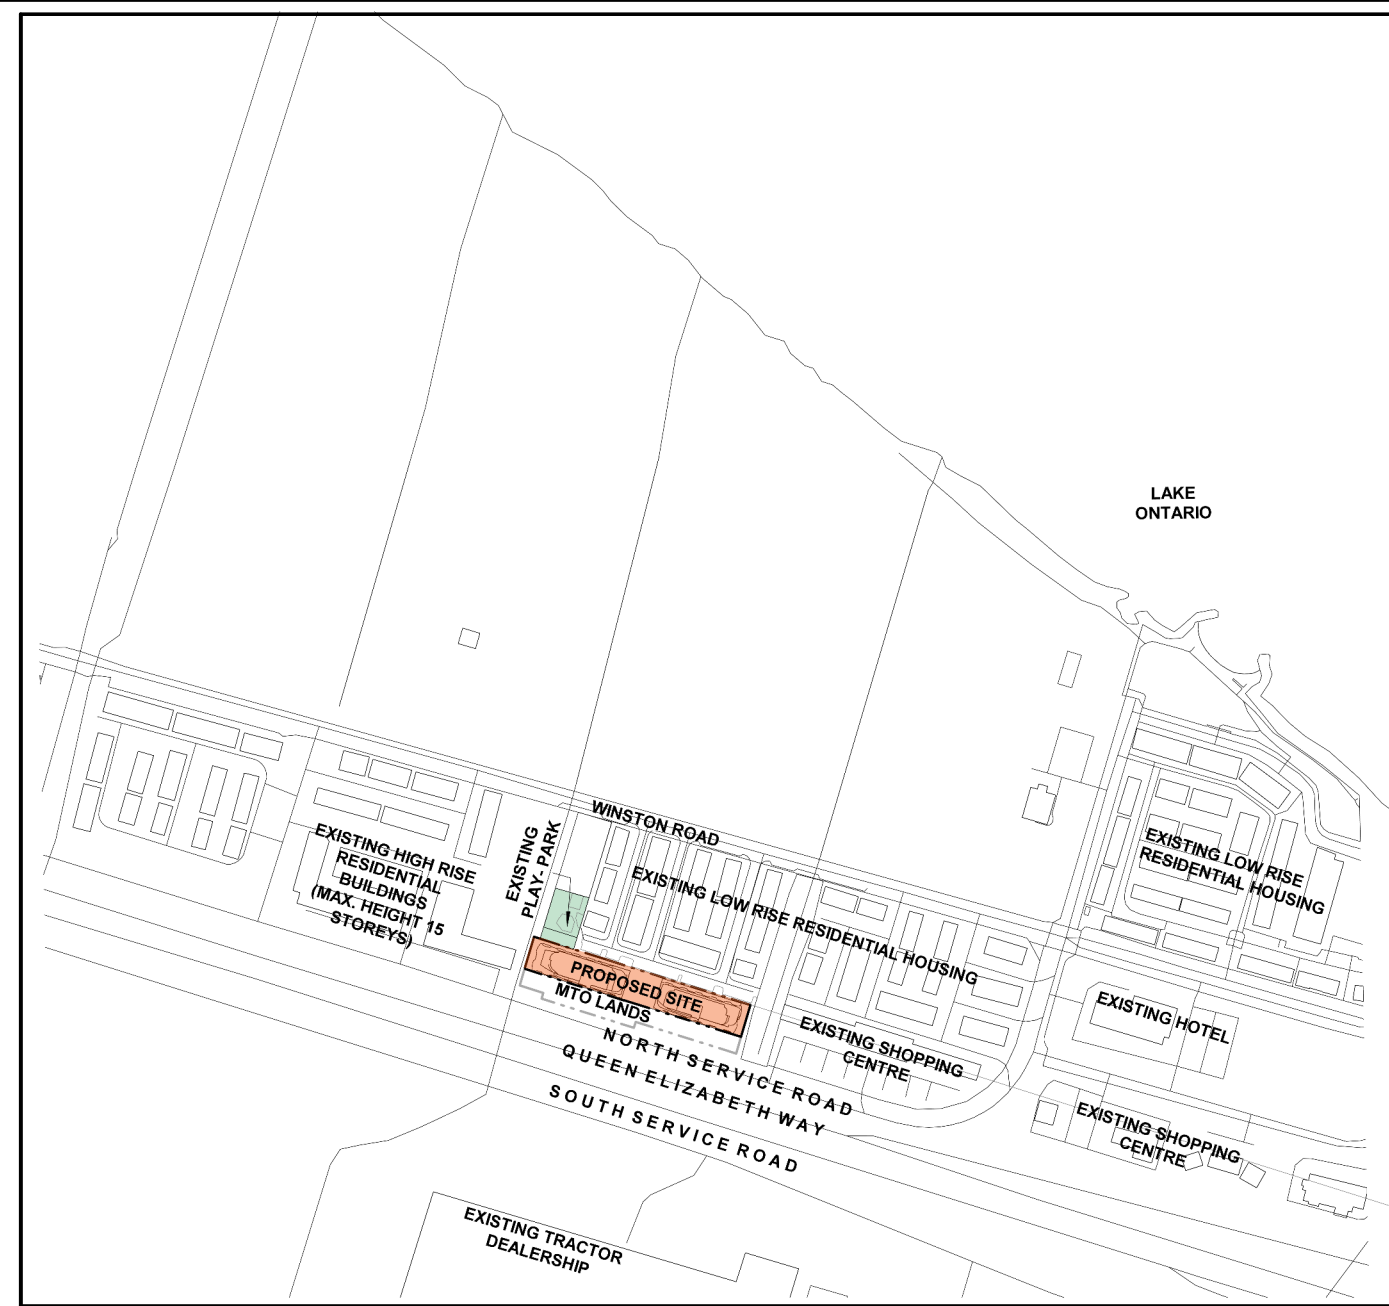 LAKE
ONTARIO
WINSTON ROAD
EXISTING
PLAY- PARK
EXISTING HIGH RISE
RESIDENTIAL
BUILDINGS
(MAX. HEIGHT 15
STOREYS)
EXISTING LOW RISE RESIDENTIAL HOUSING
EXISTING LOW RISE
RESIDENTIAL HOUSING
PROPOSED SITE
MTO LANDS
NORTH SERVICE ROAD
QUEEN ELIZABETH WAY
SOUTH SERVICE ROAD
EXISTING SHOPPING
CENTRE
EXISTING HOTEL
EXISTING SHOPPING
CENTRE
EXISTING TRACTOR
DEALERSHIP